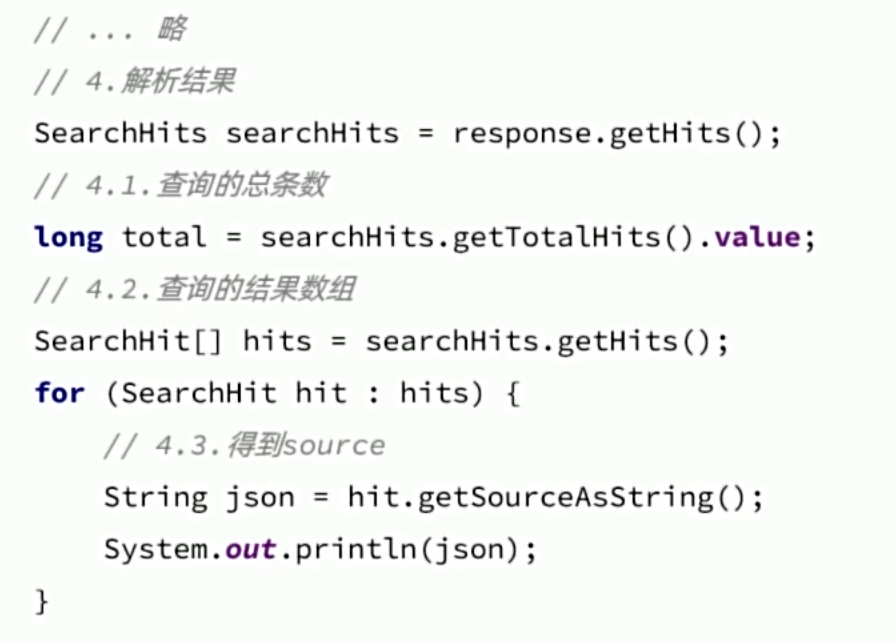 // ... 略
// 4.解析结果
SearchHits searchHits = response.getHits();
// 4.1.查询的总条数
long total = searchHits.getTotalHits().value;
// 4.2.查询的结果数组
SearchHit[] hits = searchHits.getHits();
for (SearchHit hit : hits) {
    // 4.3.得到source
    String json = hit.getSourceAsString();
    System.out.println(json);
}